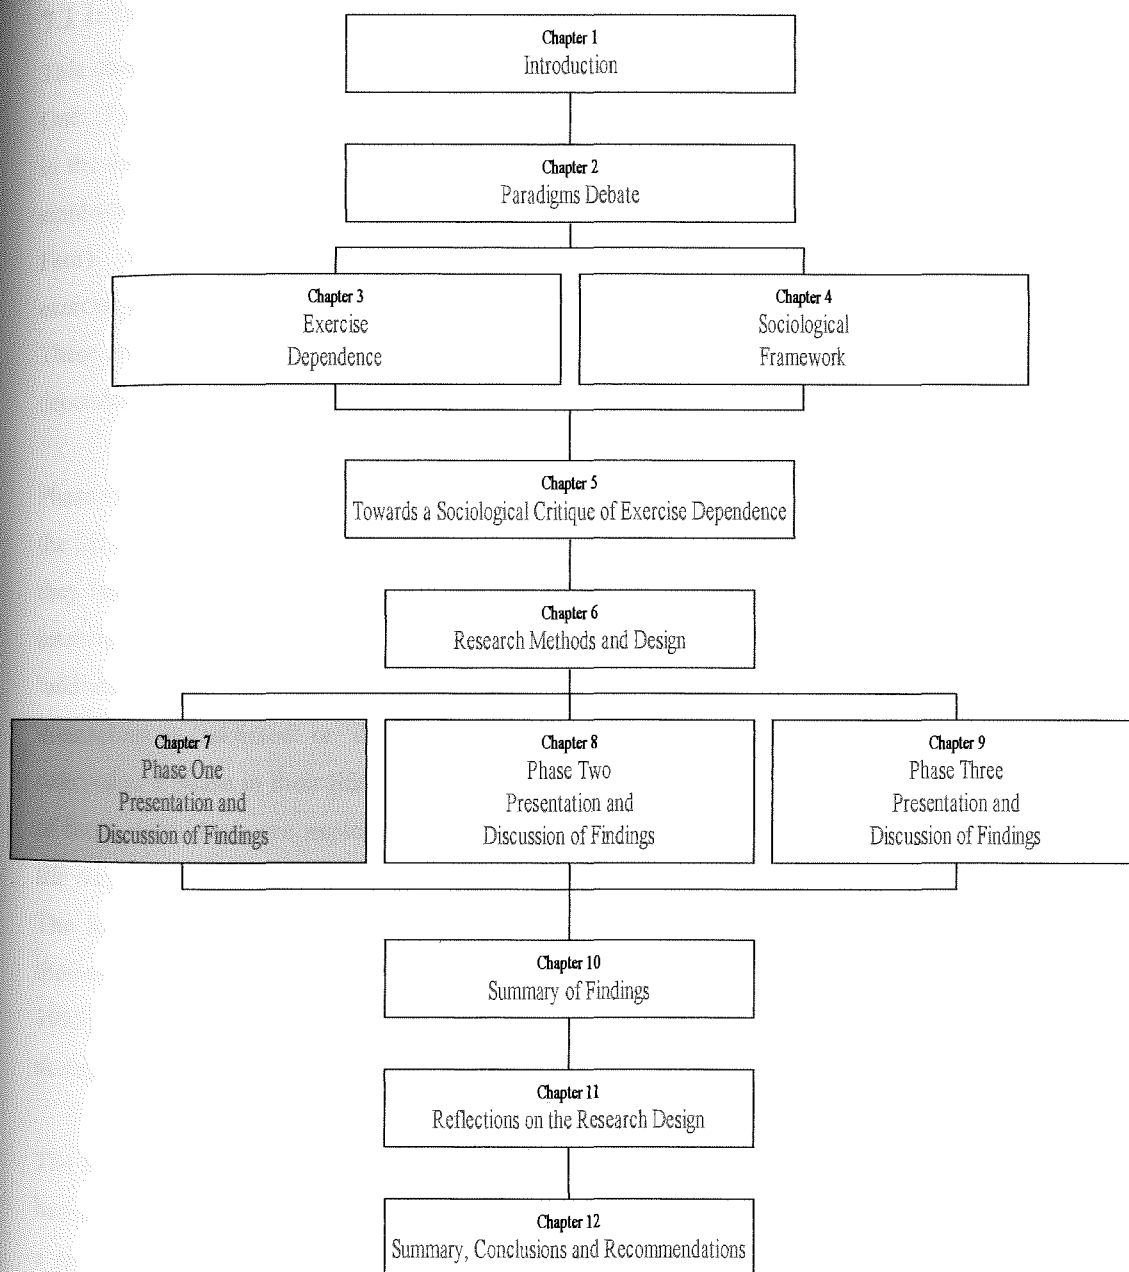 Chapter 1
Introduction
Chapter 2
Paradigms Debate
Chapter 3
Exercise
Dependence
Chapter 4
Sociological
Framework
Chapter 5
Towards a Sociological Critique of Exercise Dependence
Chapter 6
Research Methods and Design
Chapter 7
Phase One
Presentation and
Discussion of Findings
Chapter 8
Phase Two
Presentation and
Discussion of Findings
Chapter 9
Phase Three
Presentation and
Discussion of Findings
Chapter 10
Summary of Findings
Chapter 11
Reflections on the Research Design
Chapter 12
Summary, Conclusions and Recommendations